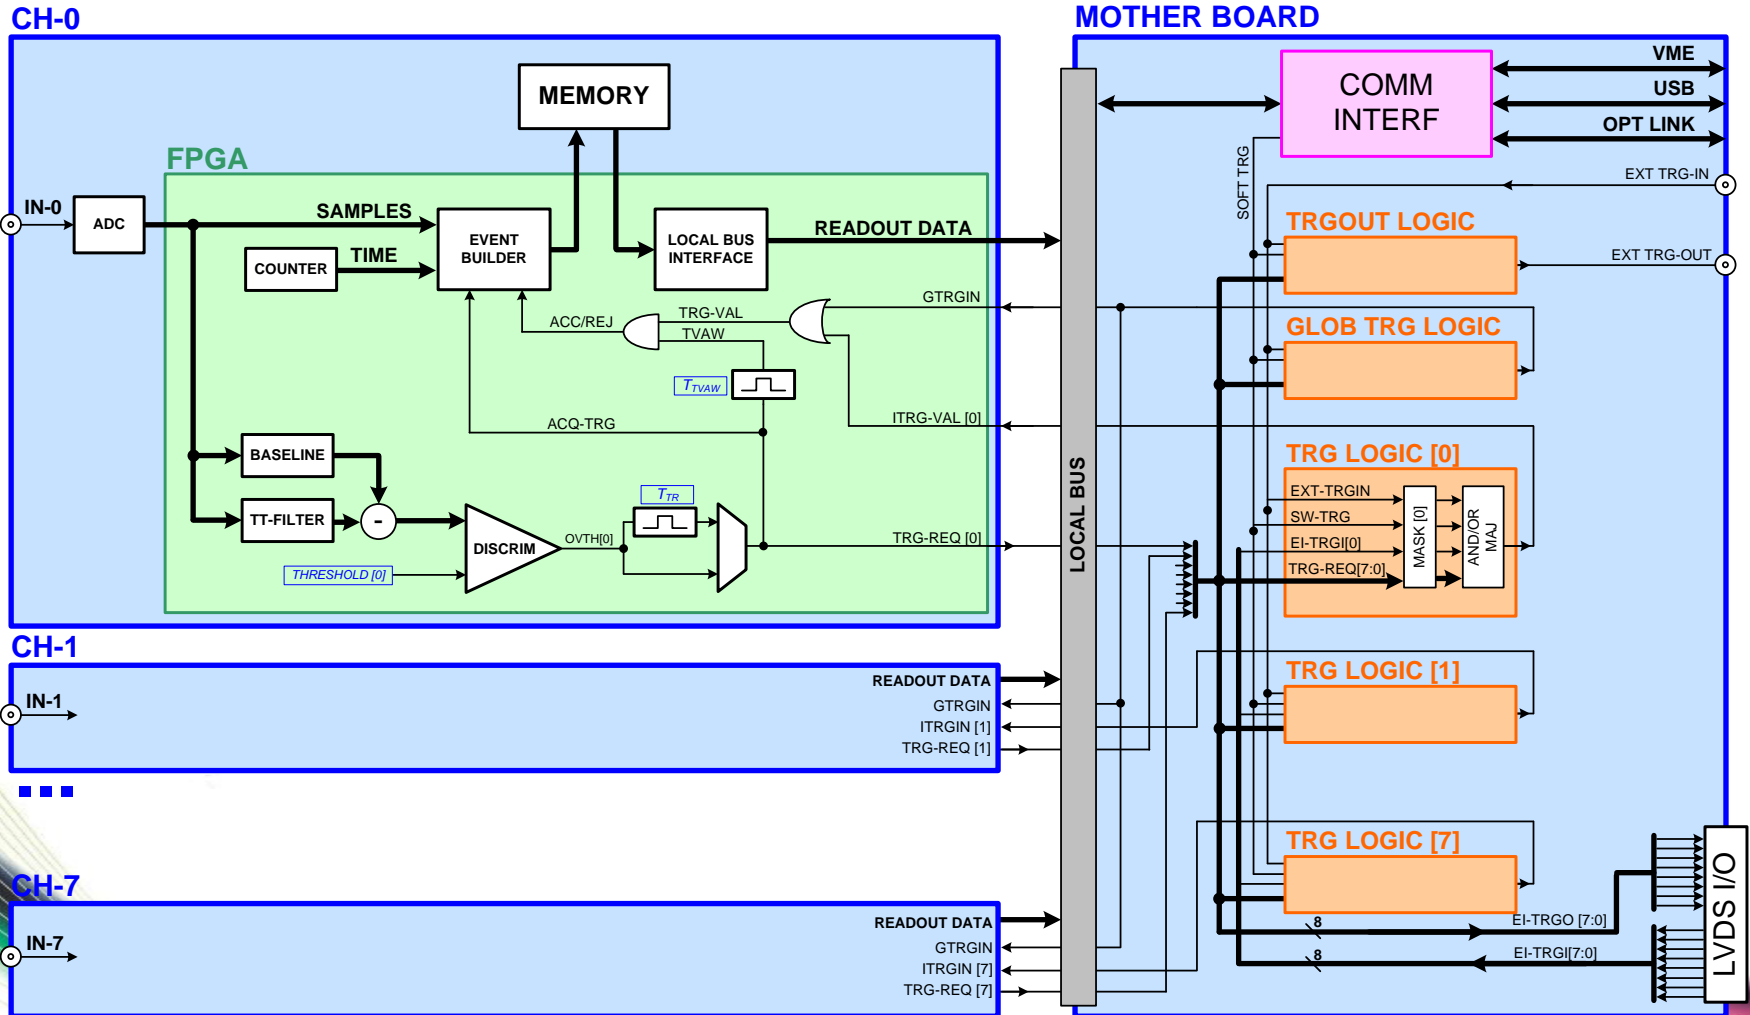 CH-0
MOTHER BOARD
FPGA
IN-0
ADC
MEMORY
SAMPLES
COUNTER
TIME
EVENT
BUILDER
LOCAL BUS
INTERFACE
READOUT DATA
GTRGIN
TRG-VAL
TVAW
ACC/REJ
T_TVAW
ACQ-TRG
ITRG-VAL [0]
BASELINE
TT-FILTER
-
DISCRIM
THRESHOLD [0]
OVTH[0]
T_TR
TRG-REQ [0]
CH-1
IN-1
READOUT DATA
GTRGIN
ITRGIN [1]
TRG-REQ [1]
CH-7
IN-7
READOUT DATA
GTRGIN
ITRGIN [7]
TRG-REQ [7]
LOCAL BUS
COMM
INTERF
VME
USB
OPT LINK
SOFT TRG
EXT TRG-IN
TRGOUT LOGIC
EXT TRG-OUT
GLOB TRG LOGIC
TRG LOGIC [0]
EXT-TRGIN
SW-TRG
EI-TRGI[0]
TRG-REQ[7:0]
MASK [0]
AND/OR
MAJ
TRG LOGIC [1]
TRG LOGIC [7]
8
EI-TRGO [7:0]
8
EI-TRGI[7:0]
LVDS I/O